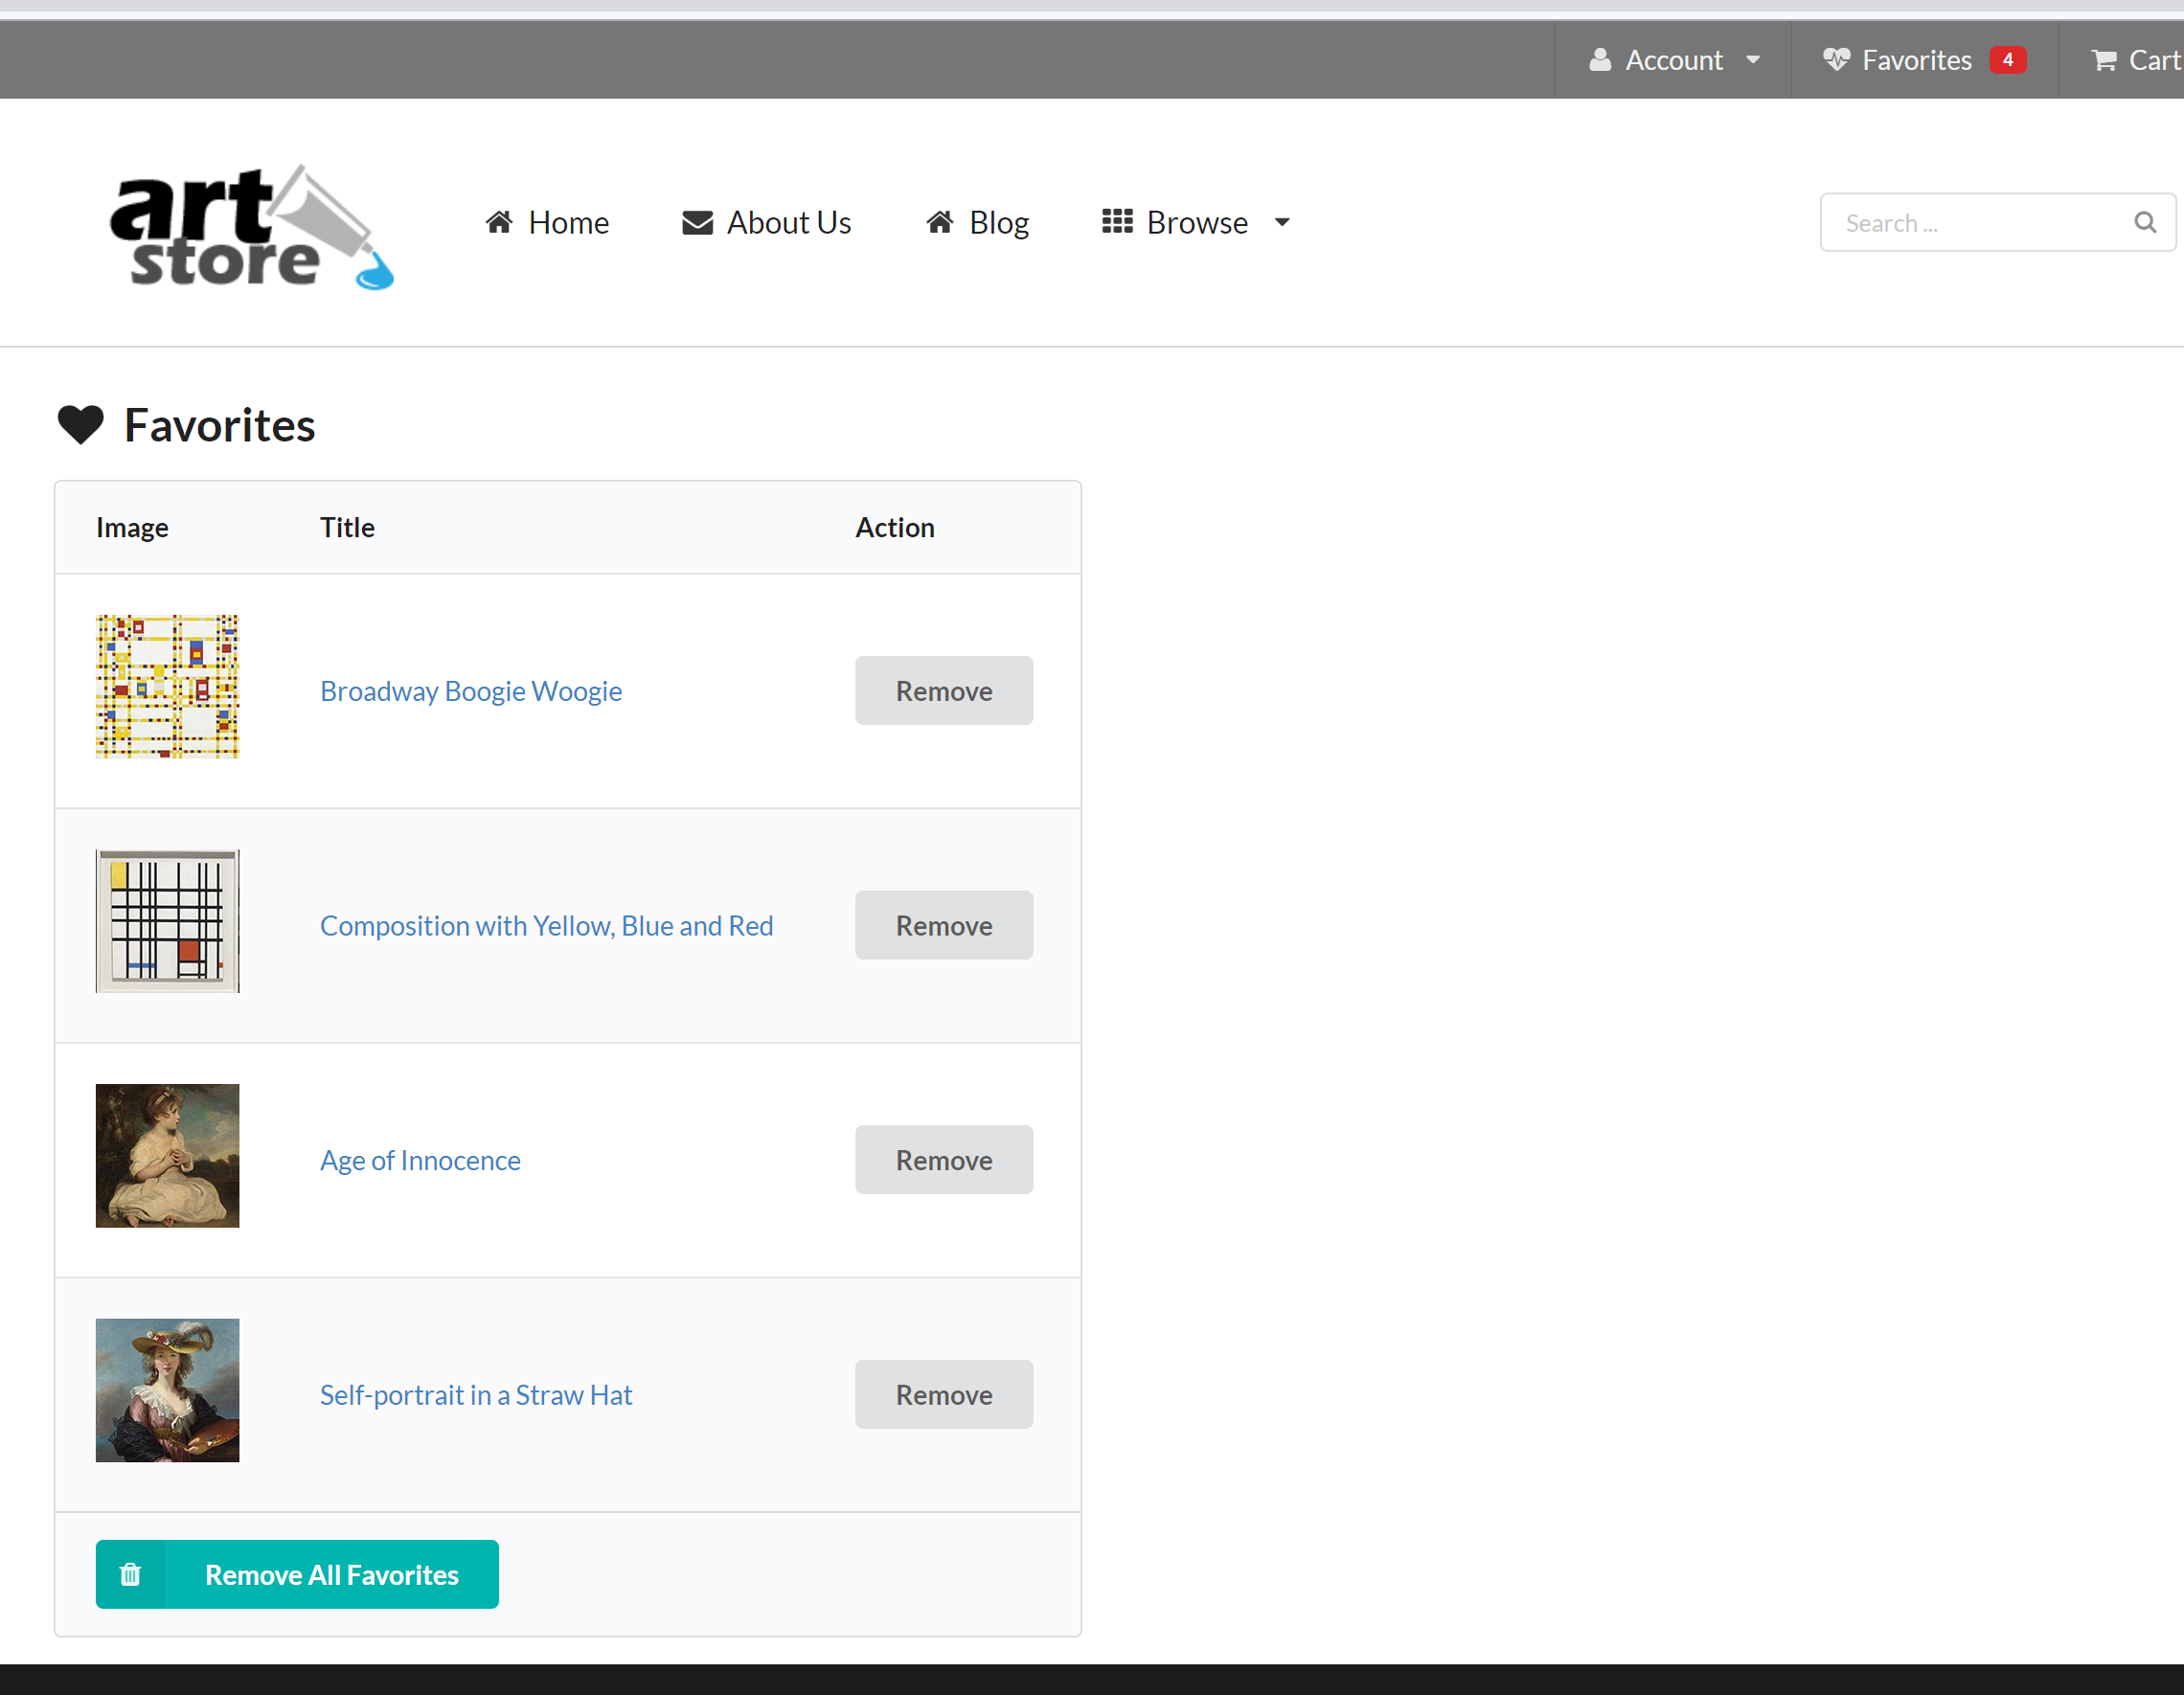 Account
Favorites 4
Cart
art
store
Home
About Us
Blog
Browse
Search ...
Favorites
Image Title Action
Broadway Boogie Woogie Remove
Composition with Yellow, Blue and Red Remove
Age of Innocence Remove
Self-portrait in a Straw Hat Remove
Remove All Favorites